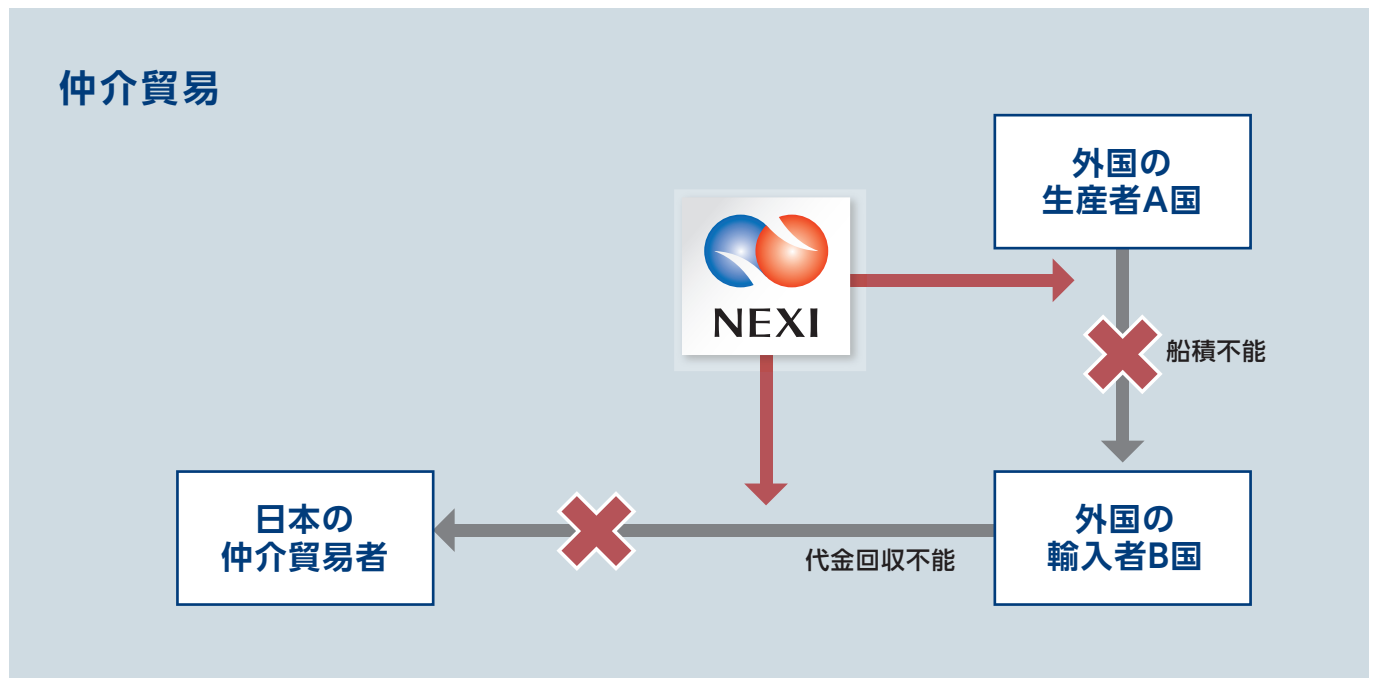 仲介貿易
外国の
生産者A国
NEXI
船積不能
日本の
仲介貿易者
代金回収不能
外国の
輸入者B国